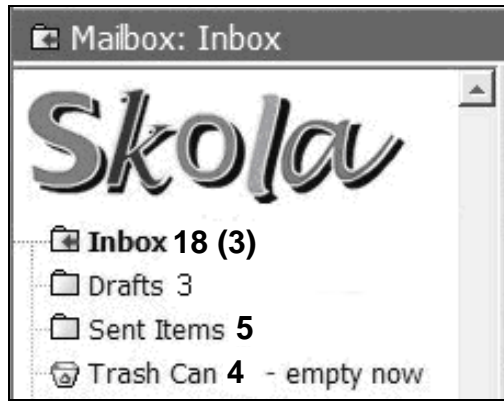 Mailbox: Inbox
Skola
Inbox 18 (3)
Drafts 3
Sent Items 5
Trash Can 4 - empty now